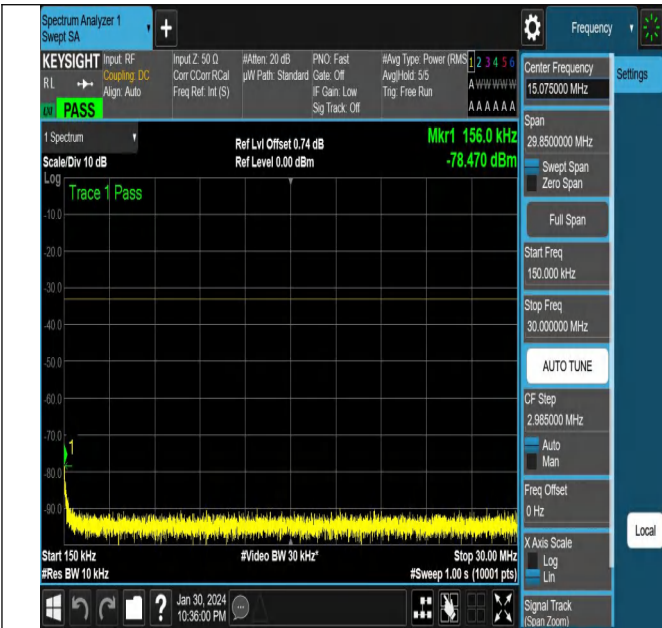 Spectrum Analyzer 1
Swept SA
+
Frequency
KEYSIGHT
RL
PASS
Input: RF
Coupling: DC
Align: Auto
Input Z: 50 Ω
Corr CCorr RCal
Freq Ref: Int (S)
#Atten: 20 dB
µW Path: Standard
PNO: Fast
Gate: Off
IF Gain: Low
Sig Track: Off
#Avg Type: Power (RMS
Avg|Hold: 5/5
Trig: Free Run
1 2 3 4 5 6
A W W W W W
A A A A A A
1 Spectrum
Scale/Div 10 dB
Ref Lvl Offset 0.74 dB
Ref Level 0.00 dBm
Mkr1 156.0 kHz
-78.470 dBm
Log
Trace 1 Pass
-10.0
-20.0
-30.0
-40.0
-50.0
-60.0
-70.0
-80.0
-90.0
1
Start 150 kHz
#Video BW 30 kHz*
Stop 30.00 MHz
#Res BW 10 kHz
#Sweep 1.00 s (10001 pts)
Jan 30, 2024
10:36:00 PM
?
Center Frequency
15.075000 MHz
Settings
Span
29.8500000 MHz
Swept Span
Zero Span
Full Span
Start Freq
150.000 kHz
Stop Freq
30.000000 MHz
AUTO TUNE
CF Step
2.985000 MHz
Auto
Man
Freq Offset
0 Hz
Local
X Axis Scale
Log
Lin
Signal Track
(Span Zoom)